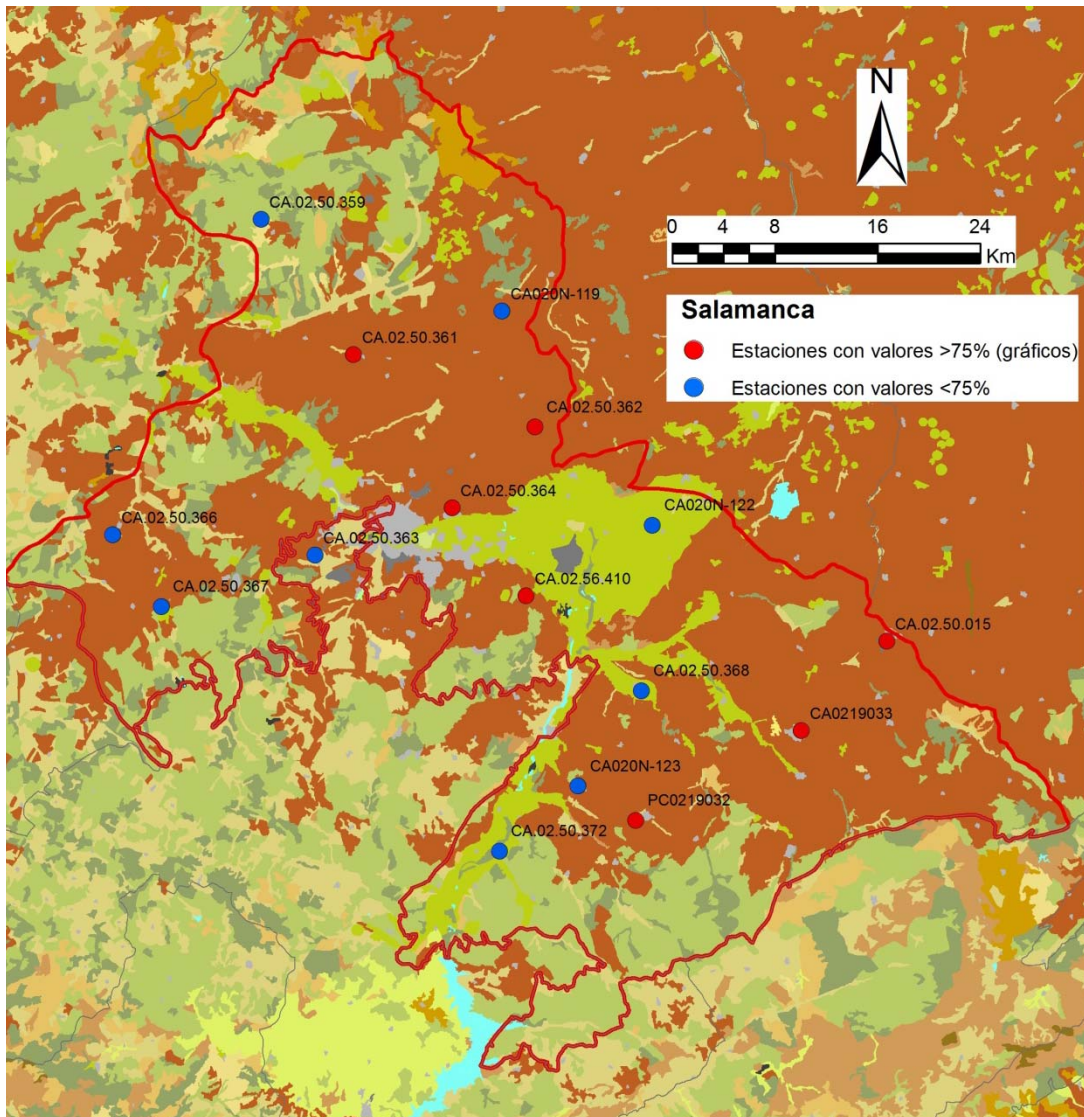 N
0 4 8 16 24
Km
Salamanca
Estaciones con valores >75% (gráficos)
Estaciones con valores <75%
CA.02.50.359
CA020N-119
CA.02.50.361
CA.02.50.362
CA.02.50.364
CA020N-122
CA.02.50.366
CA.02.50.363
CA.02.50.367
CA.02.56.410
CA.02.50.015
CA.02.50.368
CA0219033
CA020N-123
PC0219032
CA.02.50.372